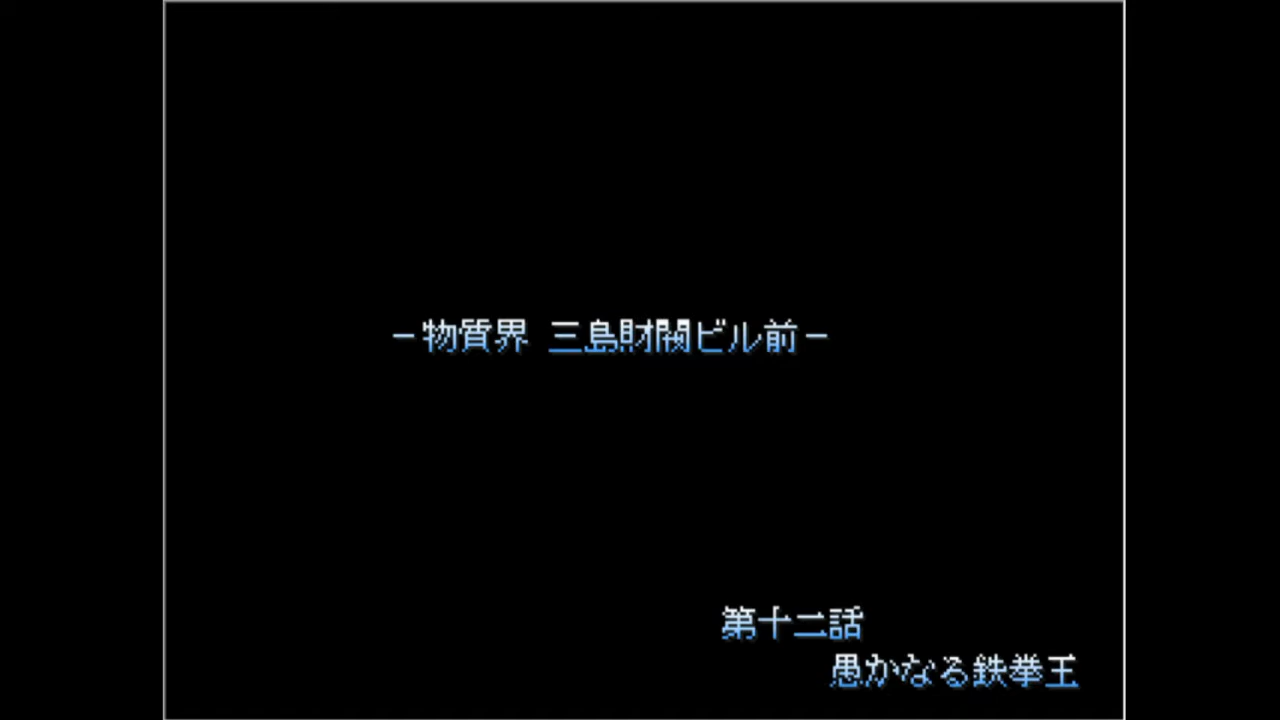 －物質界 三島財閥ビル前－
第十二話
愚かなる鉄拳王